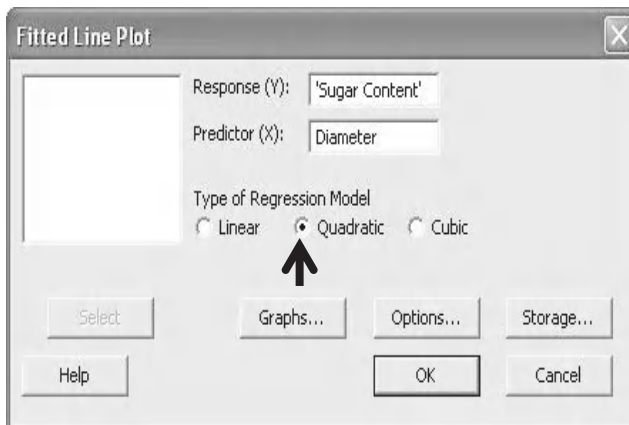 Fitted Line Plot
Response (Y): 'Sugar Content'
Predictor (X): Diameter
Type of Regression Model
Linear Quadratic Cubic
Select Graphs... Options... Storage...
Help OK Cancel